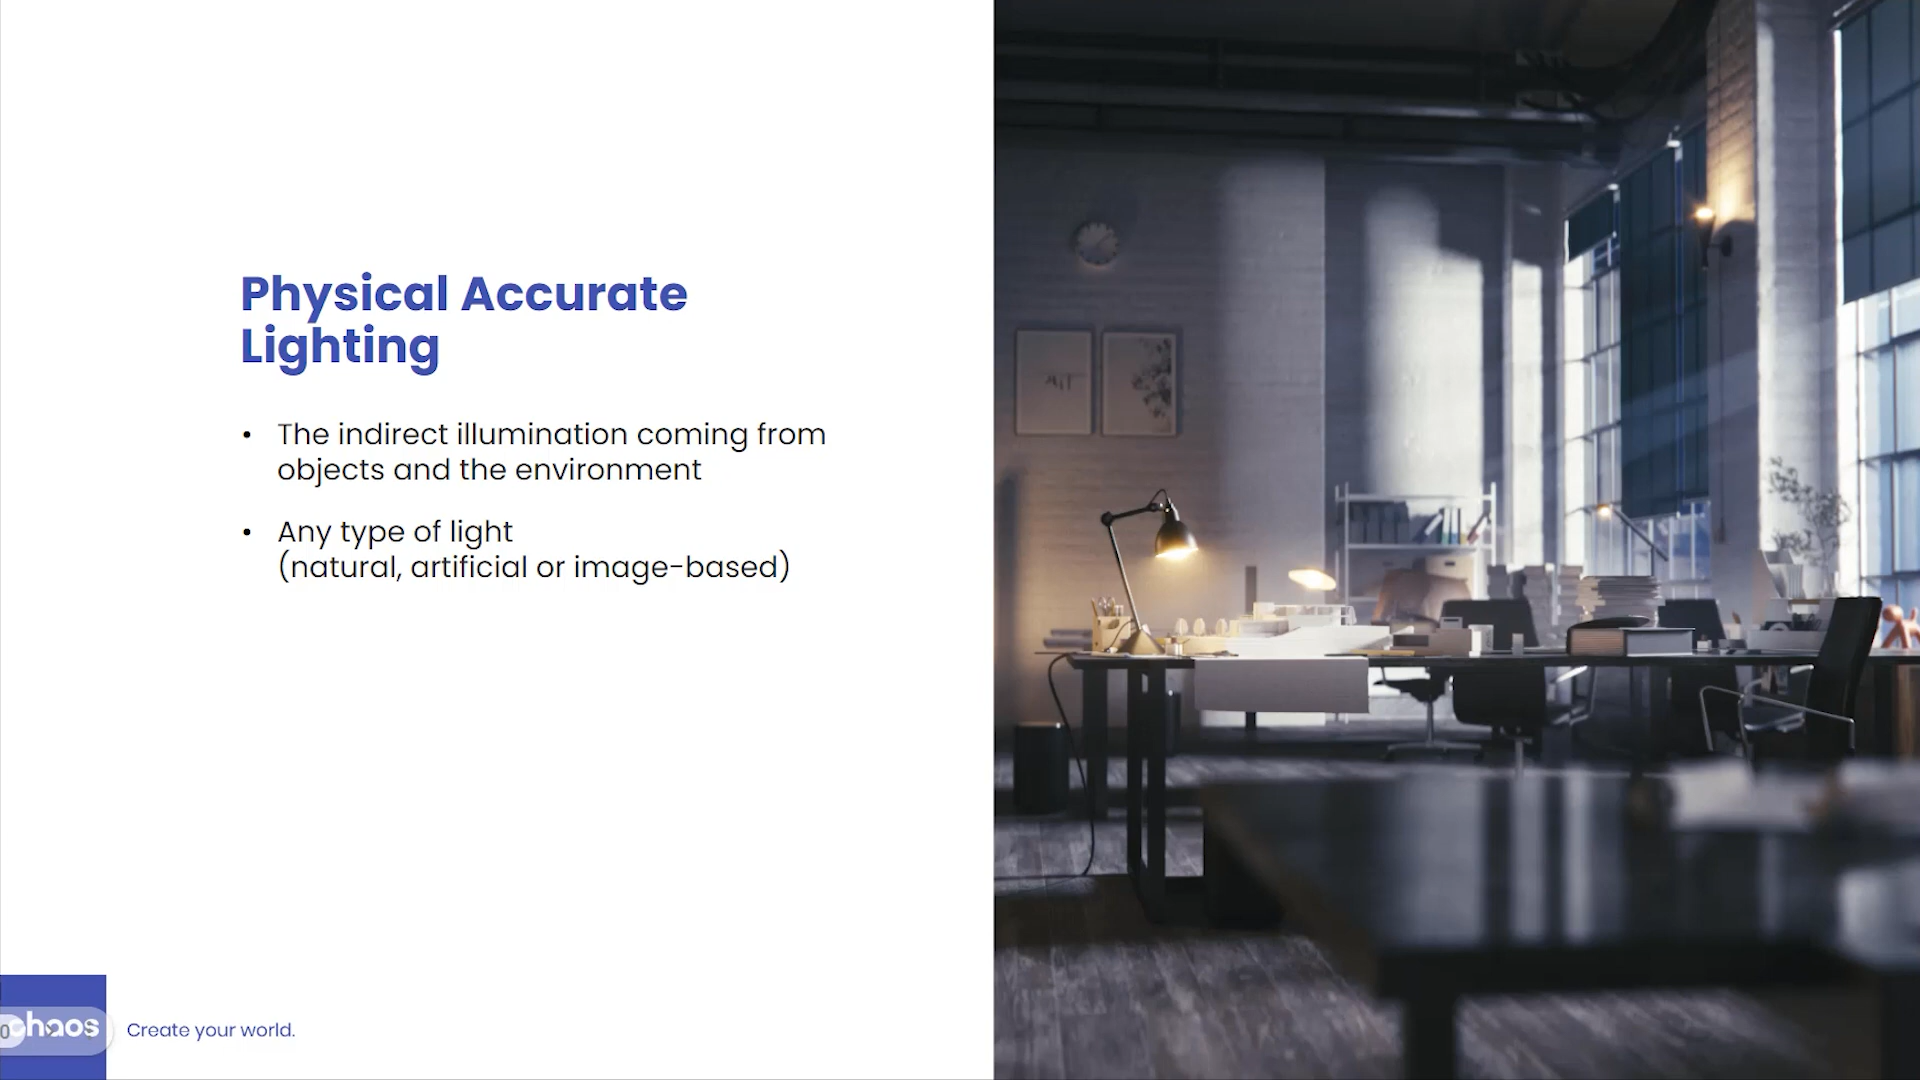 Physical Accurate
Lighting
• The indirect illumination coming from
objects and the environment
• Any type of light
(natural, artificial or image-based)
chaos
Create your world.